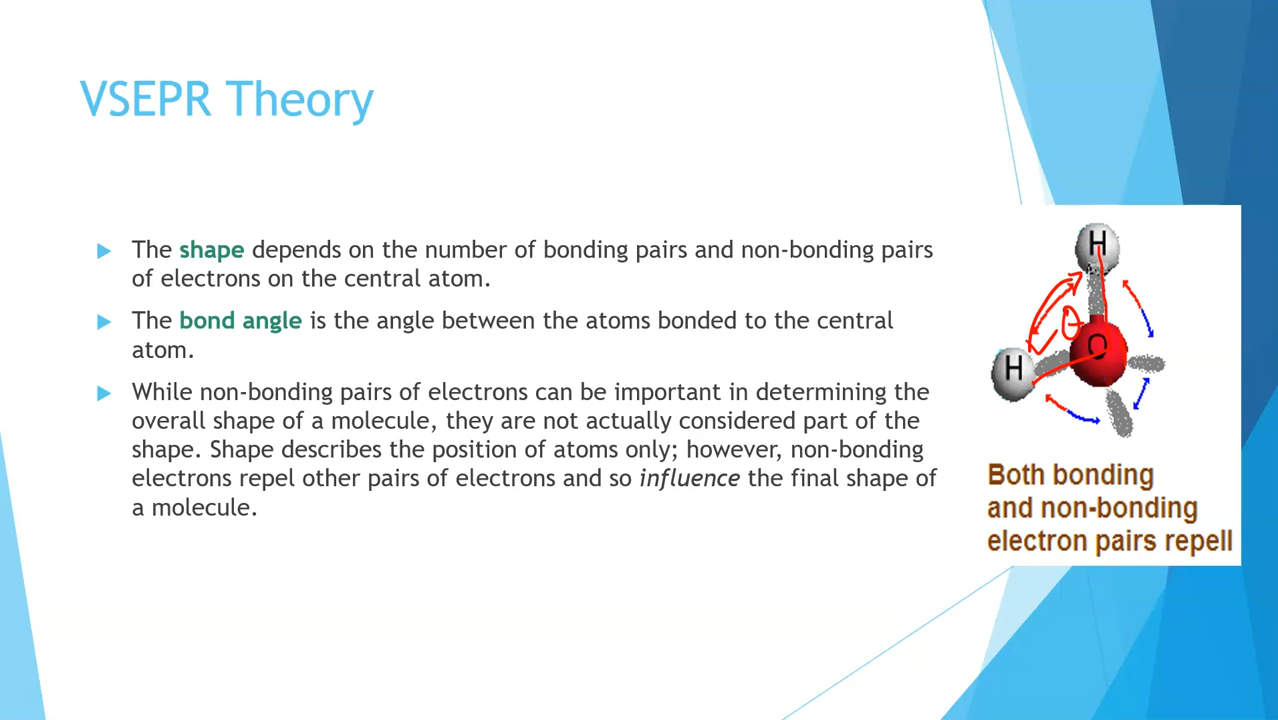 VSEPR Theory
The shape depends on the number of bonding pairs and non-bonding pairs
of electrons on the central atom.
The bond angle is the angle between the atoms bonded to the central
atom.
While non-bonding pairs of electrons can be important in determining the
overall shape of a molecule, they are not actually considered part of the
shape. Shape describes the position of atoms only; however, non-bonding
electrons repel other pairs of electrons and so influence the final shape of
a molecule.
H
θ
O
H
Both bonding
and non-bonding
electron pairs repell